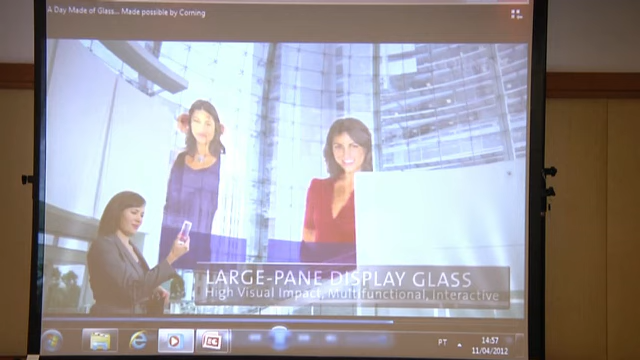 A Day Made of Glass... Made possible by Corning
LARGE-PANE DISPLAY GLASS
High Visual Impact, Multifunctional, Interactive
PT
14:57
11/04/2012